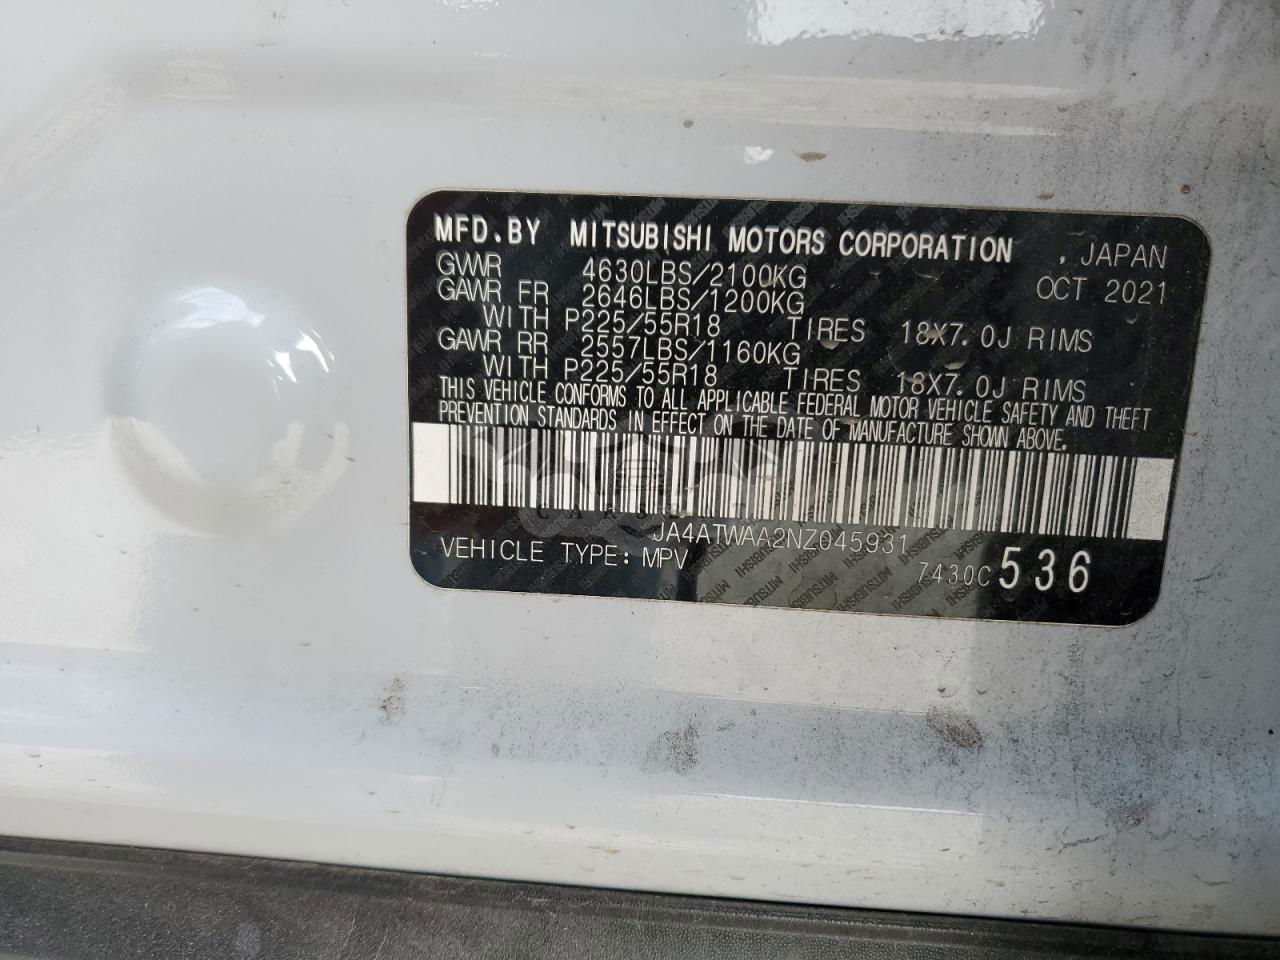 MFD.BY MITSUBISHI MOTORS CORPORATION , JAPAN
GVWR 4630LBS/2100KG OCT 2021
GAWR FR 2646LBS/1200KG
WITH P225/55R18 TIRES 18X7.0J RIMS
GAWR RR 2557LBS/1160KG
WITH P225/55R18 TIRES 18X7.0J RIMS
THIS VEHICLE CONFORMS TO ALL APPLICABLE FEDERAL MOTOR VEHICLE SAFETY AND THEFT
PREVENTION STANDARDS IN EFFECT ON THE DATE OF MANUFACTURE SHOWN ABOVE.
JA4ATWAA2NZ045931
VEHICLE TYPE: MPV 7430C 536